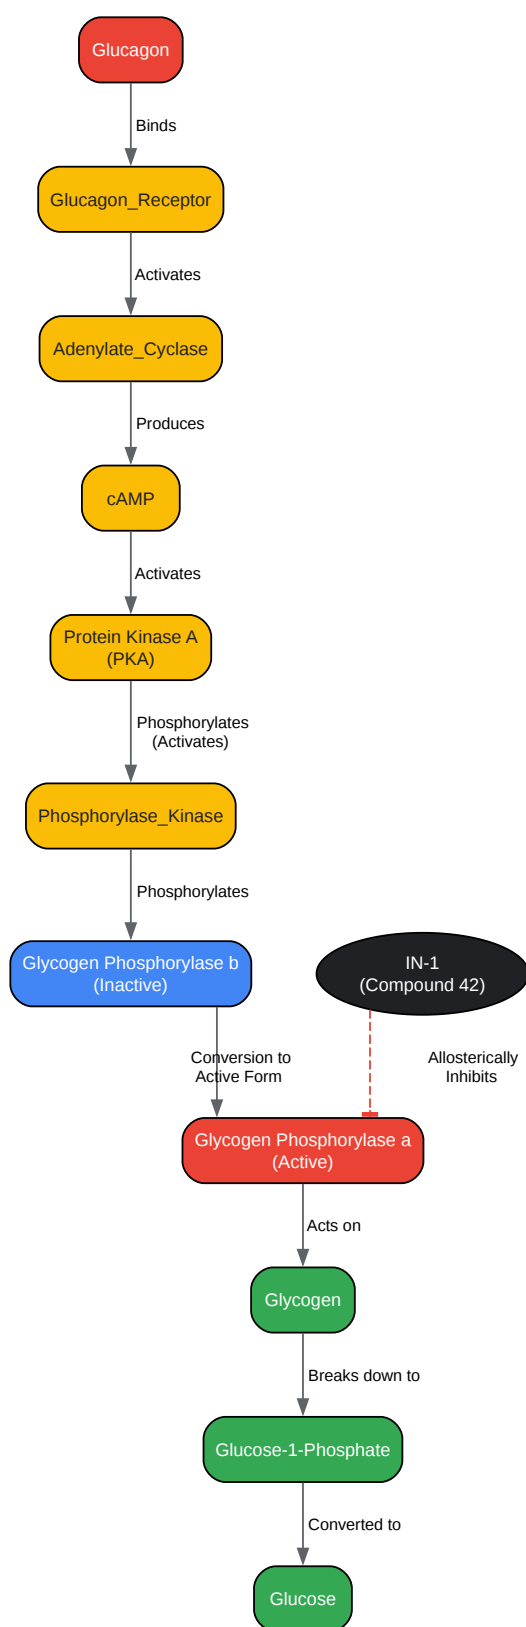 Glucagon
Binds
Glucagon_Receptor
Activates
Adenylate_Cyclase
Produces
cAMP
Activates
Protein Kinase A
(PKA)
Phosphorylates
(Activates)
Phosphorylase_Kinase
Phosphorylates
Glycogen Phosphorylase b
(Inactive)
IN-1
(Compound 42)
Conversion to
Active Form
Allosterically
Inhibits
Glycogen Phosphorylase a
(Active)
Acts on
Glycogen
Breaks down to
Glucose-1-Phosphate
Converted to
Glucose